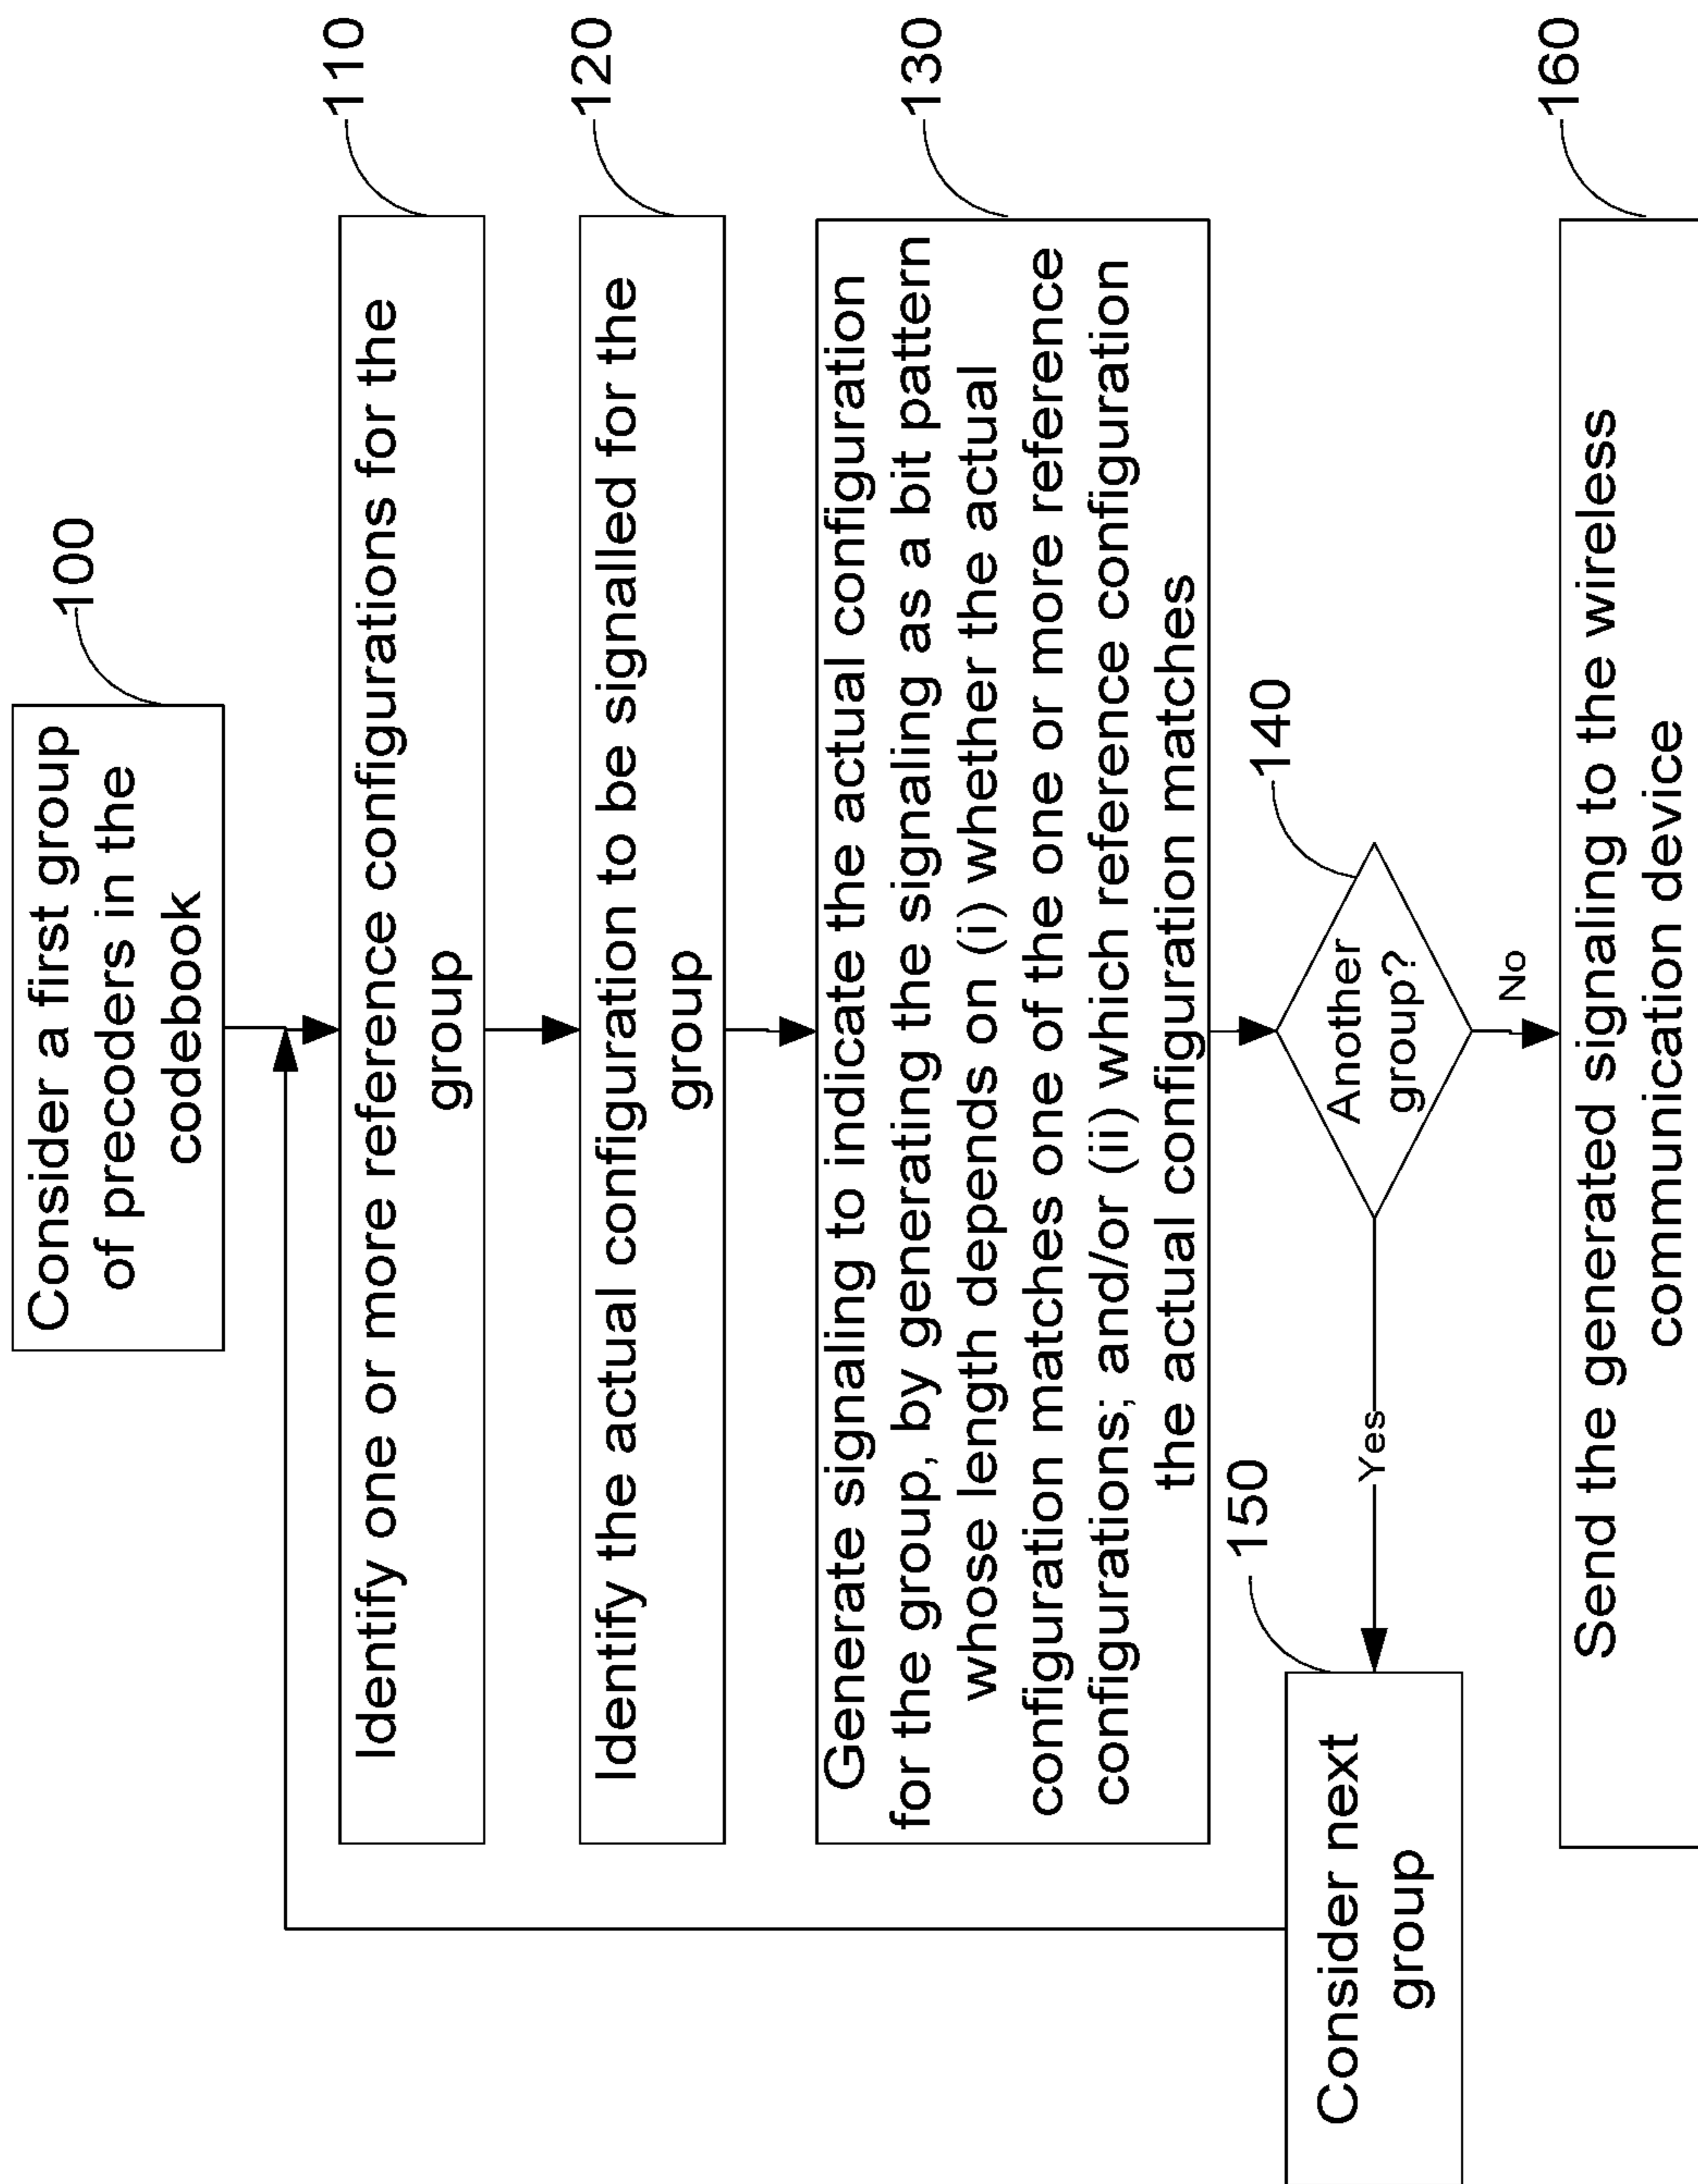 100
Consider a first group
of precoders in the
codebook
110
Identify one or more reference configurations for the
group
120
Identify the actual configuration to be signalled for the
group
130
Generate signaling to indicate the actual configuration
for the group, by generating the signaling as a bit pattern
whose length depends on (i) whether the actual
configuration matches one of the one or more reference
configurations; and/or (ii) which reference configuration
the actual configuration matches
140
Another
group?
Yes
No
150
Consider next
group
160
Send the generated signaling to the wireless
communication device